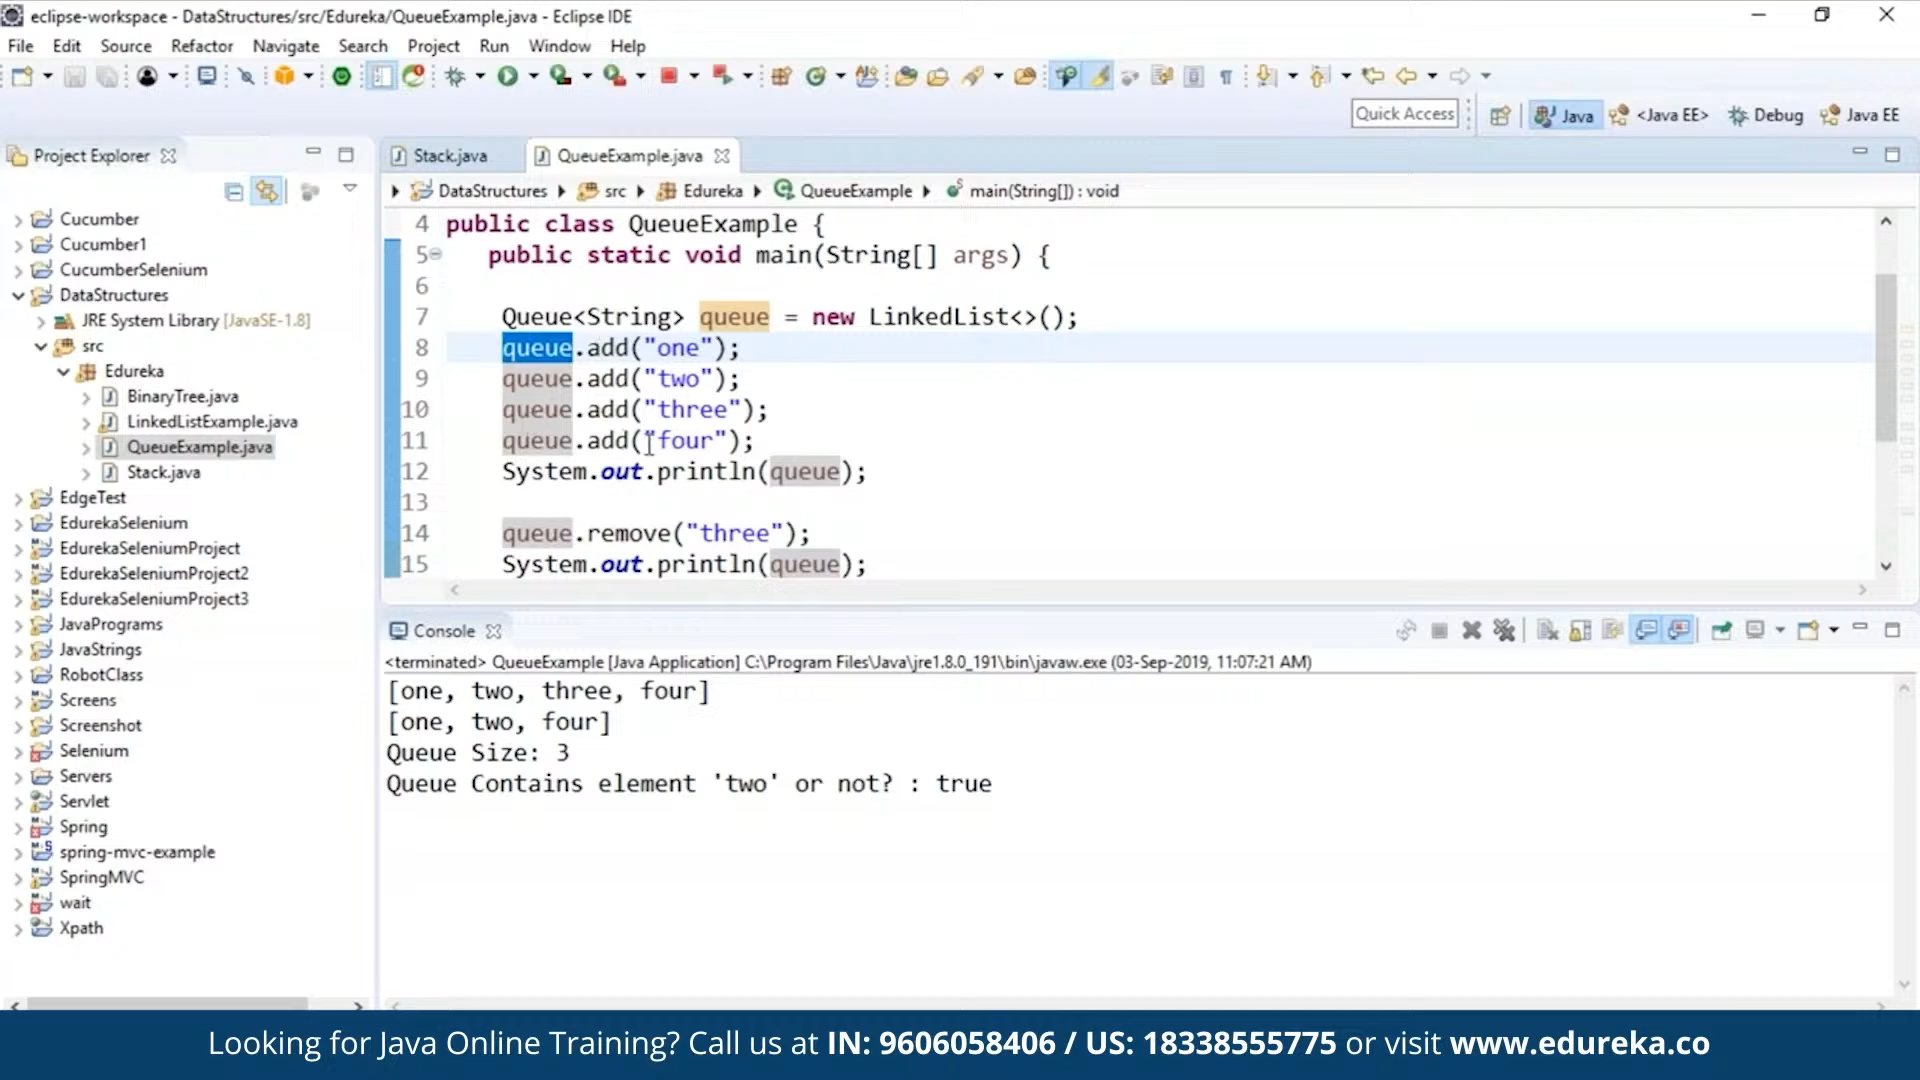 eclipse-workspace - DataStructures/src/Edureka/QueueExample.java - Eclipse IDE
File Edit Source Refactor Navigate Search Project Run Window Help
Quick Access
Java <Java EE> Debug Java EE
Project Explorer
Cucumber
Cucumber1
CucumberSelenium
DataStructures
JRE System Library [JavaSE-1.8]
src
Edureka
BinaryTree.java
LinkedListExample.java
QueueExample.java
Stack.java
EdgeTest
EdurekaSelenium
EdurekaSeleniumProject
EdurekaSeleniumProject2
EdurekaSeleniumProject3
JavaPrograms
JavaStrings
RobotClass
Screens
Screenshot
Selenium
Servers
Servlet
Spring
spring-mvc-example
SpringMVC
wait
Xpath
Stack.java QueueExample.java
DataStructures src Edureka QueueExample main(String[]) : void
4 public class QueueExample {
5 public static void main(String[] args) {
6
7 Queue<String> queue = new LinkedList<>();
8 queue.add("one");
9 queue.add("two");
10 queue.add("three");
11 queue.add("four");
12 System.out.println(queue);
13
14 queue.remove("three");
15 System.out.println(queue);
Console
<terminated> QueueExample [Java Application] C:\Program Files\Java\jre1.8.0_191\bin\javaw.exe (03-Sep-2019, 11:07:21 AM)
[one, two, three, four]
[one, two, four]
Queue Size: 3
Queue Contains element 'two' or not? : true
Looking for Java Online Training? Call us at IN: 9606058406 / US: 18338555775 or visit www.edureka.co